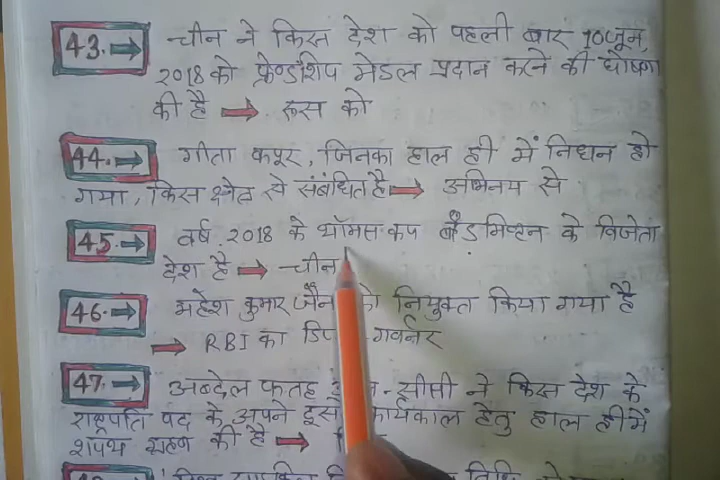 43. → चीन ने किस देश को पहली बार 10 जून,
2018 को फ्रेण्डशिप मेडल प्रदान करने की घोषणा
की है → रूस को
44. → गीता कपूर, जिनका हाल ही में निधन हो
गया, किस क्षेत्र से संबंधित है → अभिनय से
45. → वर्ष 2018 के थॉमस कप बैडमिण्टन के विजेता
देश है → चीन
46. → महेश कुमार जैन को नियुक्त किया गया है
→ RBI का गवर्नर
47. → अब्देल फतह सीसी ने किस देश के
राष्ट्रपति पद के अपने कार्यकाल हेतु हाल ही में
शपथ ग्रहण की है →